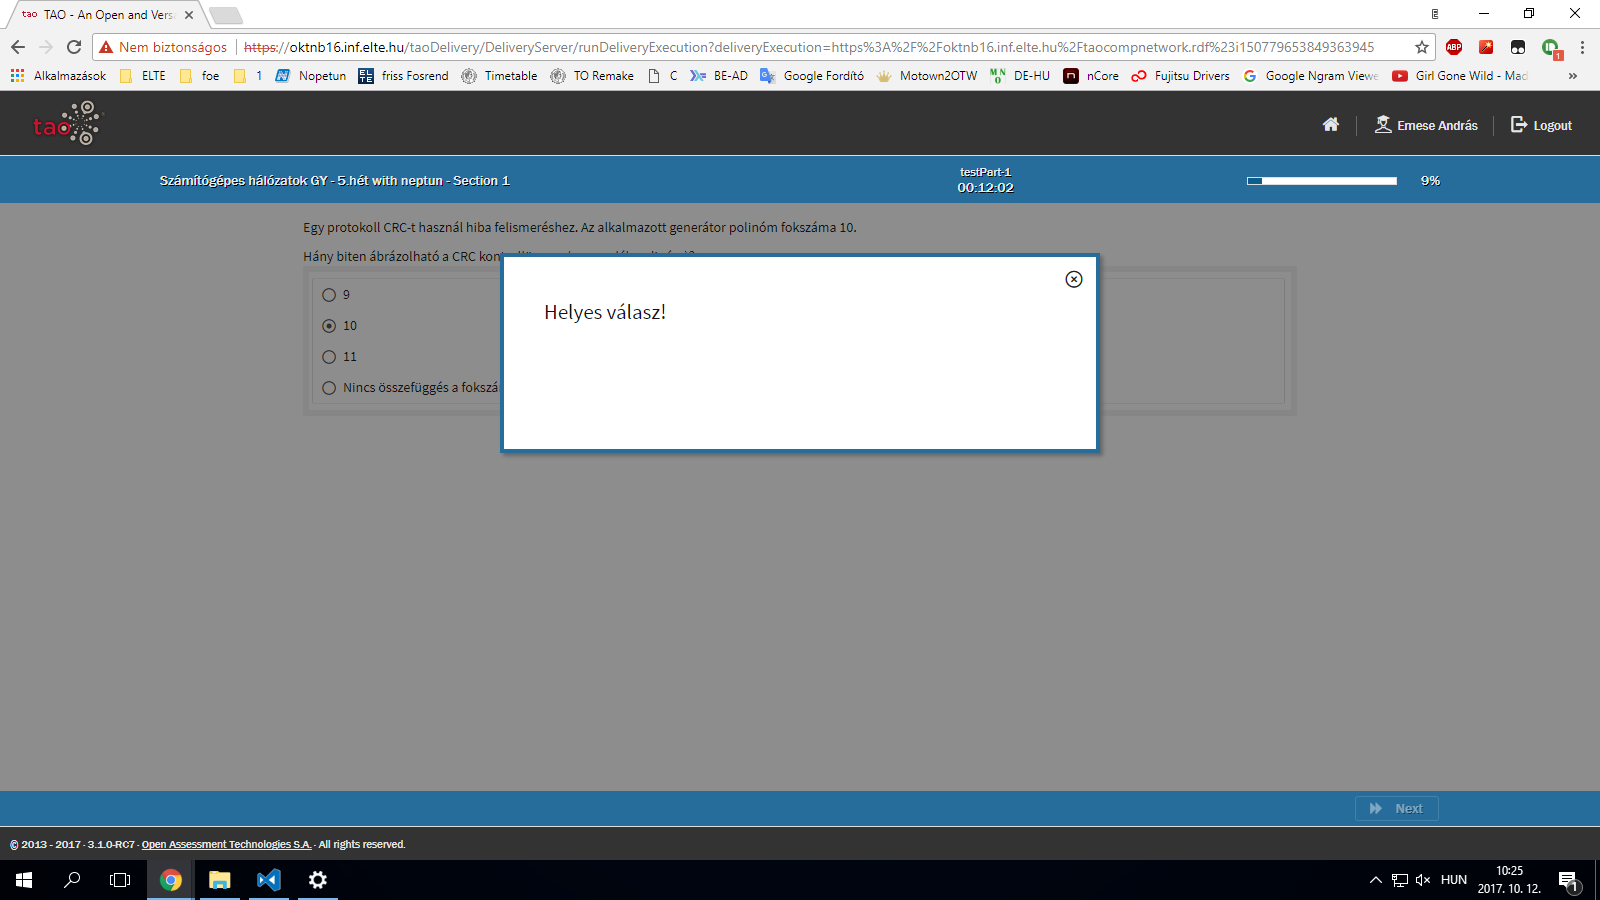 tao TAO - An Open and Vers
Nem biztonságos https://oktnb16.inf.elte.hu/taoDelivery/DeliveryServer/runDeliveryExecution?deliveryExecution=https%3A%2F%2Foktnb16.inf.elte.hu%2Ftaocompnetwork.rdf%23i150779653849363945 ABP 1
Alkalmazások ELTE foe 1 Nopetun friss Fosrend Timetable TO Remake C BE-AD Google Fordító Motown2OTW DE-HU nCore Fujitsu Drivers Google Ngram Viewe Girl Gone Wild - Mad »
tao Emese András Logout
Számítógépes hálózatok GY - 5.hét with neptun - Section 1
testPart-1
00:12:02
9%
Egy protokoll CRC-t használ hiba felismeréshez. Az alkalmazott generátor polinóm fokszáma 10.
Hány biten ábrázolható a CRC
9
10
11
Nincs összefüggés a
Helyes válasz!
Next
© 2013 - 2017 · 3.1.0-RC7 · Open Assessment Technologies S.A. · All rights reserved.
HUN
10:25
2017. 10. 12.
1